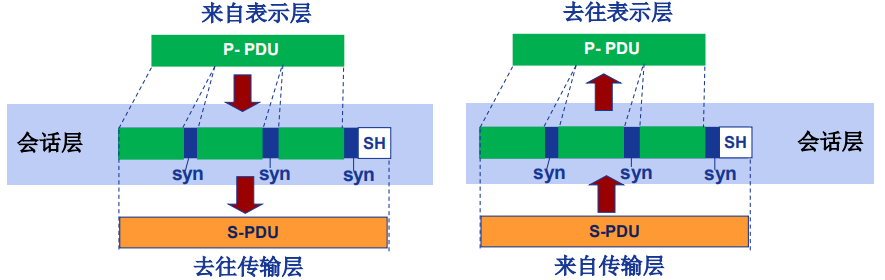 来自表示层
P- PDU
会话层
SH
syn
syn
syn
S-PDU
去往传输层
去往表示层
P- PDU
SH
会话层
syn
syn
syn
S-PDU
来自传输层